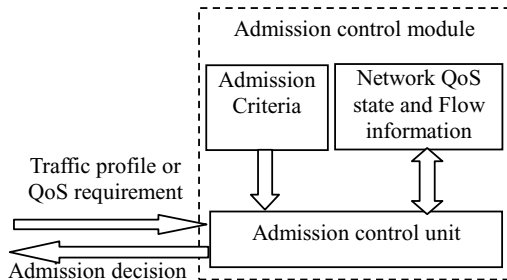 Admission control module
Admission
Criteria
Network QoS
state and Flow
information
Traffic profile or
QoS requirement
Admission control unit
Admission decision